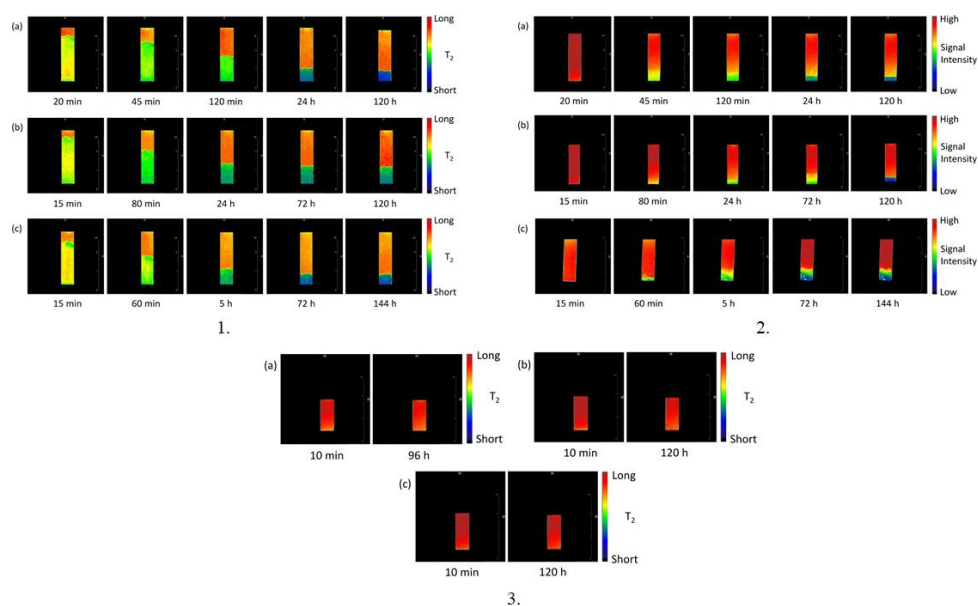 (a)
Long
T2
Short
20 min 45 min 120 min 24 h 120 h
(b)
Long
T2
Short
15 min 80 min 24 h 72 h 120 h
(c)
Long
T2
Short
15 min 60 min 5 h 72 h 144 h
1.
(a)
High
Signal
Intensity
Low
20 min 45 min 120 min 24 h 120 h
(b)
High
Signal
Intensity
Low
15 min 80 min 24 h 72 h 120 h
(c)
High
Signal
Intensity
Low
15 min 60 min 5 h 72 h 144 h
2.
(a)
Long
T2
Short
10 min 96 h
(b)
Long
T2
Short
10 min 120 h
(c)
Long
T2
Short
10 min 120 h
3.